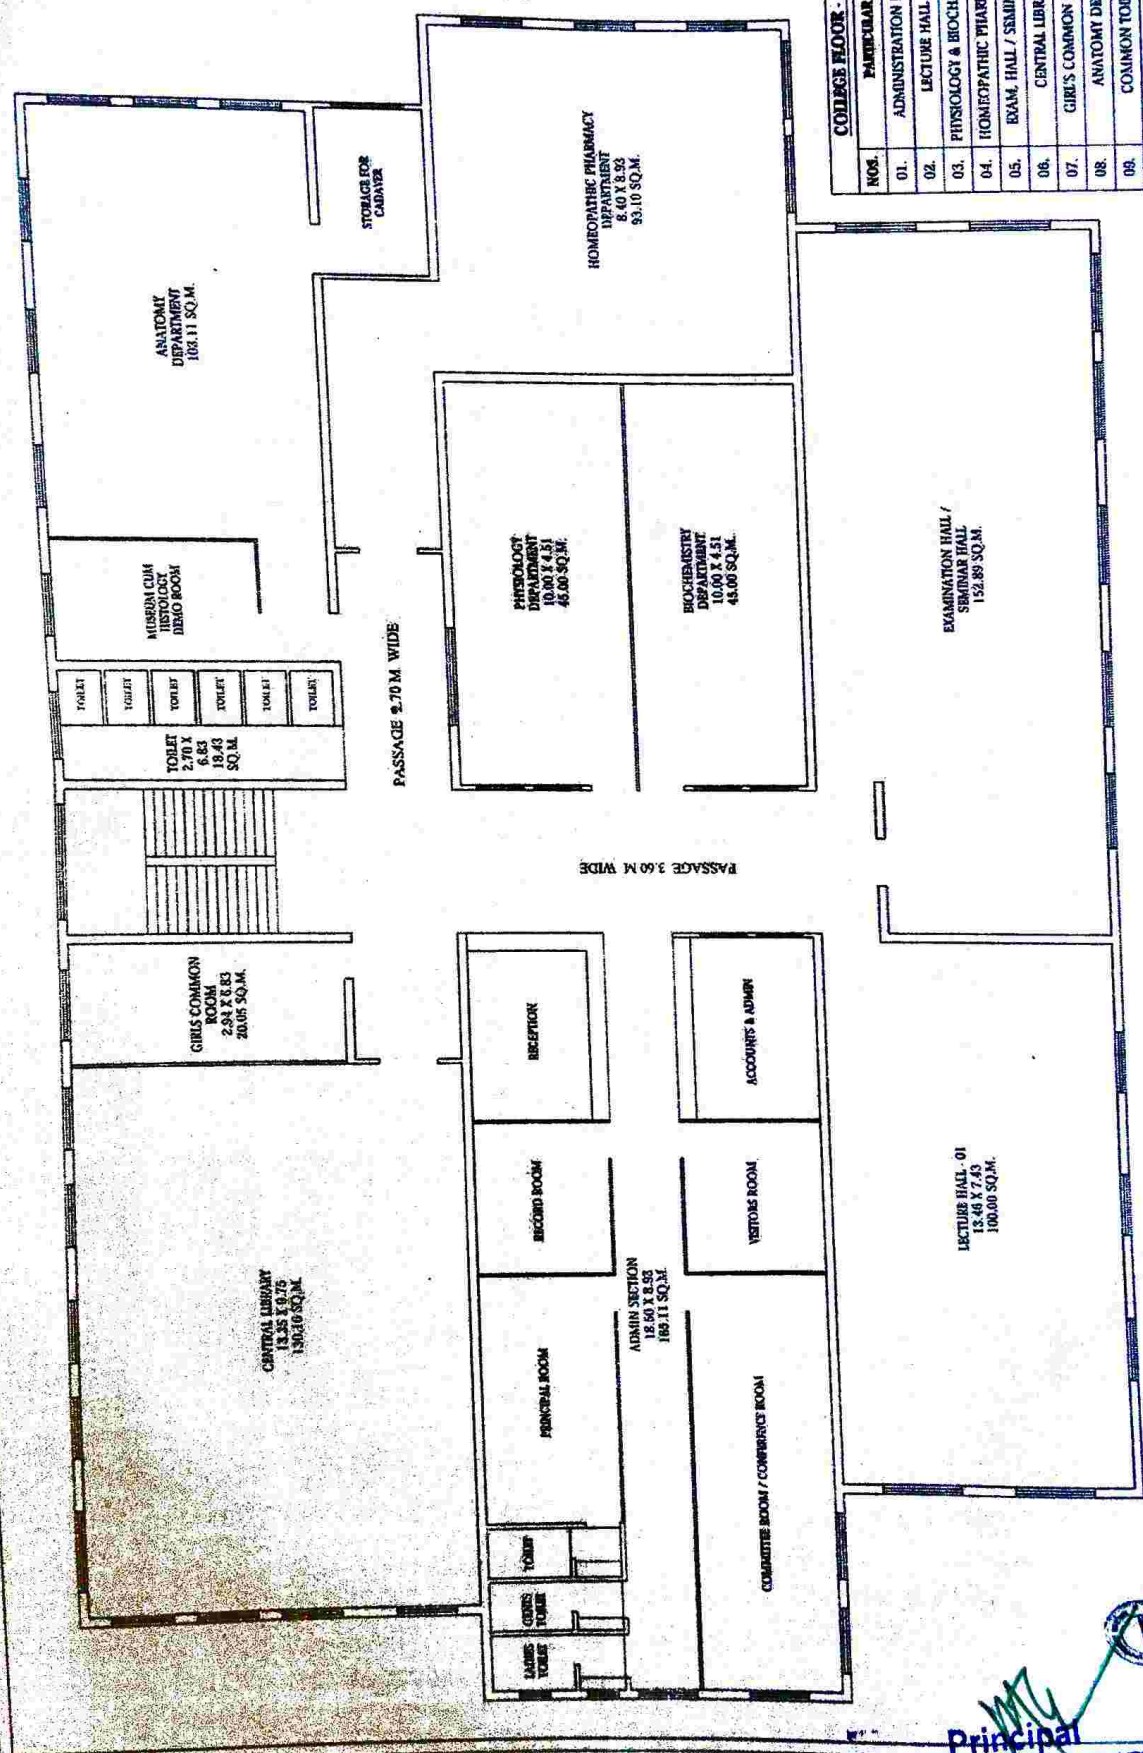 ANATOMY
DEPARTMENT
103.11 SQ.M.
STORAGE FOR
CADAVER
HOMEOPATHIC PHARMACY
DEPARTMENT
8.40 X 8.93
93.10 SQ.M.
MUSEUM CUM
HISTOLOGY
DEMO ROOM
TOILET
TOILET
TOILET
TOILET
TOILET
TOILET
TOILET
2.70 X
6.83
18.43
SQ.M.
PASSAGE 2.70 M. WIDE
PHYSIOLOGY
DEPARTMENT
10.00 X 4.51
45.00 SQ.M.
BIOCHEMISTRY
DEPARTMENT
10.00 X 4.51
45.00 SQ.M.
EXAMINATION HALL /
SEMINAR HALL
152.89 SQ.M.
PASSAGE 3.60 M WIDE
GIRLS COMMON
ROOM
2.94 X 6.83
20.05 SQ.M.
CENTRAL LIBRARY
13.35 X 9.75
130.16 SQ.M.
RECEPTION
ACCOUNTS & ADMIN
RECORD ROOM
VISITORS ROOM
ADMIN SECTION
18.60 X 8.93
166.11 SQ.M.
PRINCIPAL ROOM
COMMITTEE ROOM / CONFERENCE ROOM
TOILET
GENTS
TOILET
LADIES
TOILET
LECTURE HALL - 01
13.46 X 7.43
100.00 SQ.M.
COLLEGE FLOOR -
NOS. PARTICULAR
01. ADMINISTRATION
02. LECTURE HALL
03. PHYSIOLOGY & BIOCH
04. HOMEOPATHIC PHAR
05. EXAM. HALL / SEMIN
06. CENTRAL LIBR
07. GIRL'S COMMON
08. ANATOMY DE
09. COMMON TOI
Principal